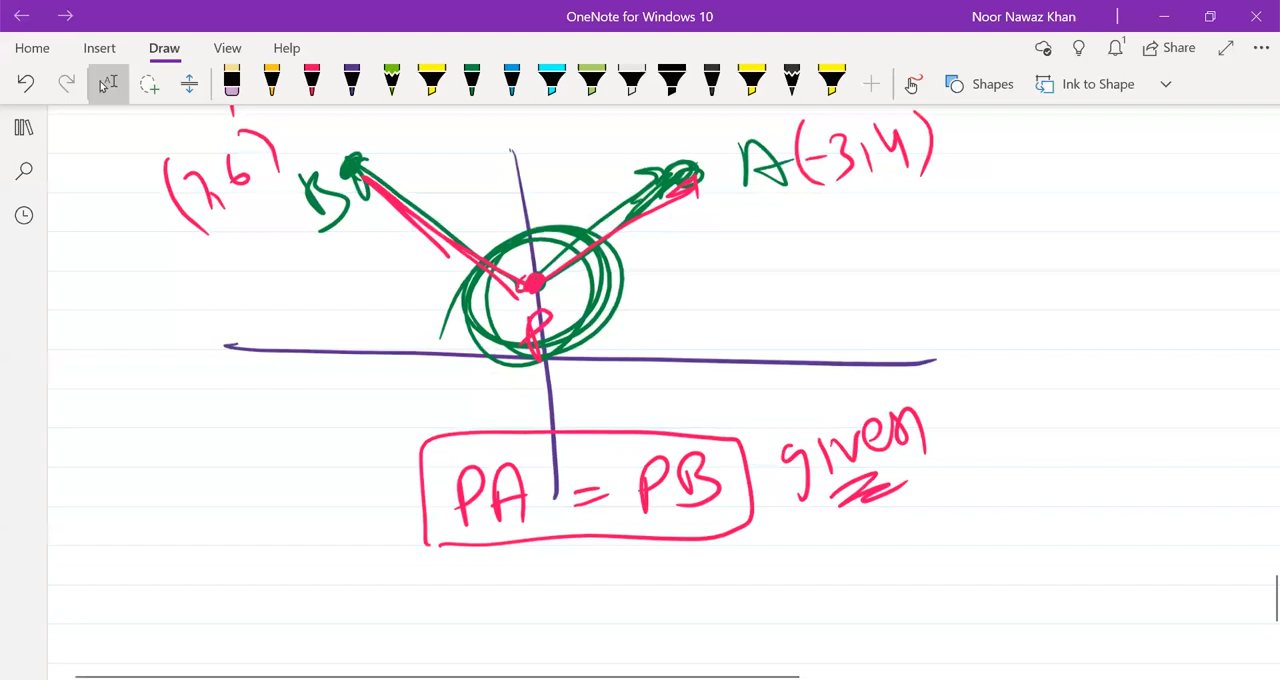 OneNote for Windows 10
Noor Nawaz Khan
Home Insert Draw View Help
1
Share
Shapes
Ink to Shape
B
A(-3,4)
P
PA = PB
given